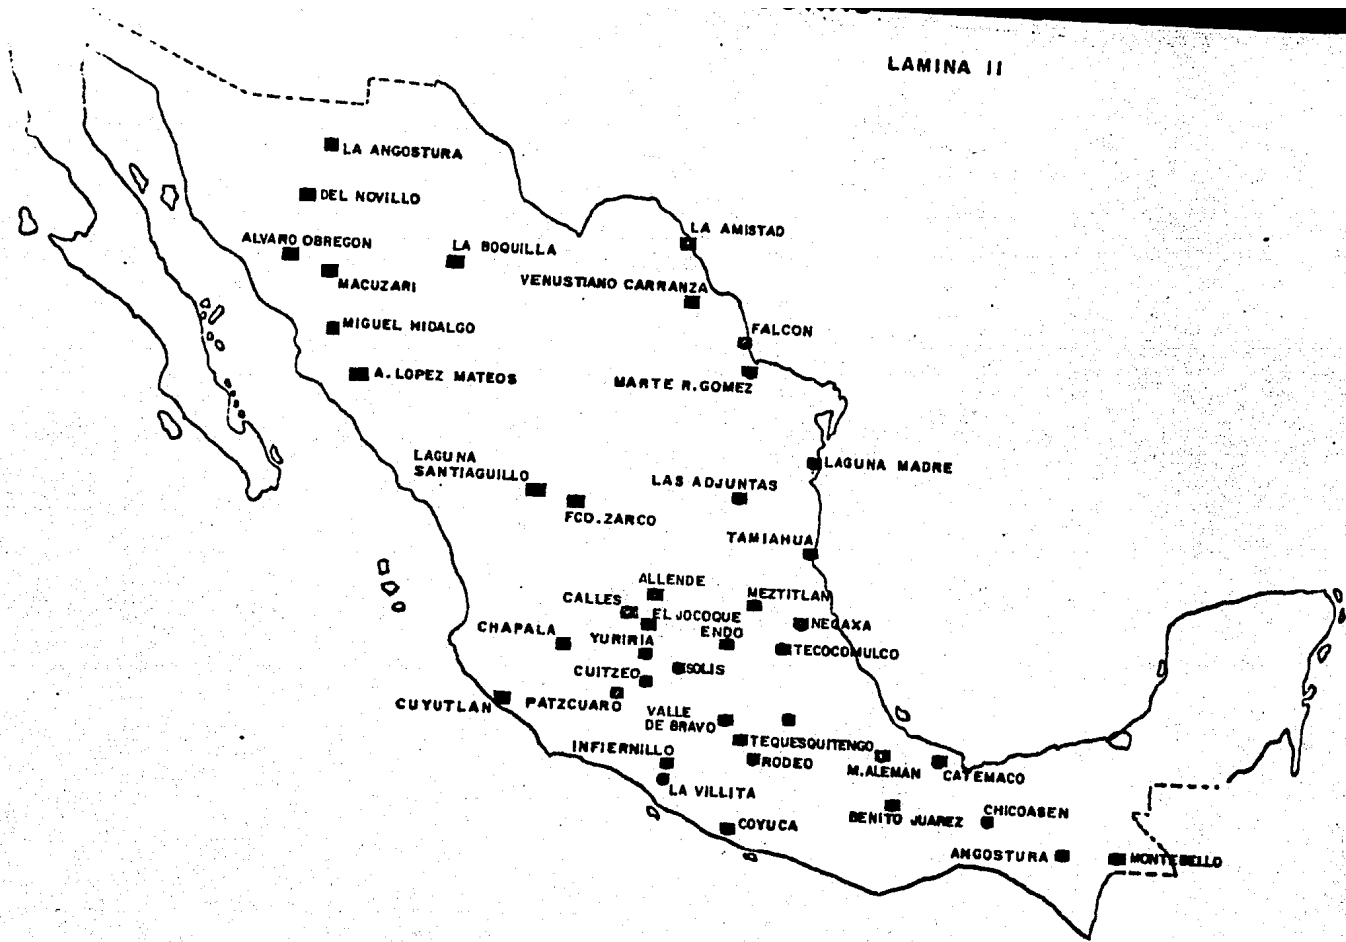 LAMINA II
LA ANGOSTURA
DEL NOVILLO
ALVARO OBREGON
LA BOQUILLA
LA AMISTAD
MACUZARI
VENUSTIANO CARRANZA
MIGUEL HIDALGO
FALCON
A. LOPEZ MATEOS
MARTE R. GOMEZ
LAGUNA
SANTIAGUILLO
LAGUNA MADRE
LAS ADJUNTAS
FCO. ZARCO
TAMIAHUA
ALLENDE
CALLES
MEZTITLAN
EL JOCOQUE
NECAXA
CHAPALA
YURIRIA
ENDO
TECOCOMULCO
CUITZEO
SOLIS
CUYUTLAN
PATZCUARO
VALLE
DE BRAVO
INFIERNILLO
TEQUESQUITENGO
RODEO
M. ALEMAN
CATEMACO
LA VILLITA
COYUCA
BENITO JUAREZ
CHICOASEN
ANGOSTURA
MONTEBELLO